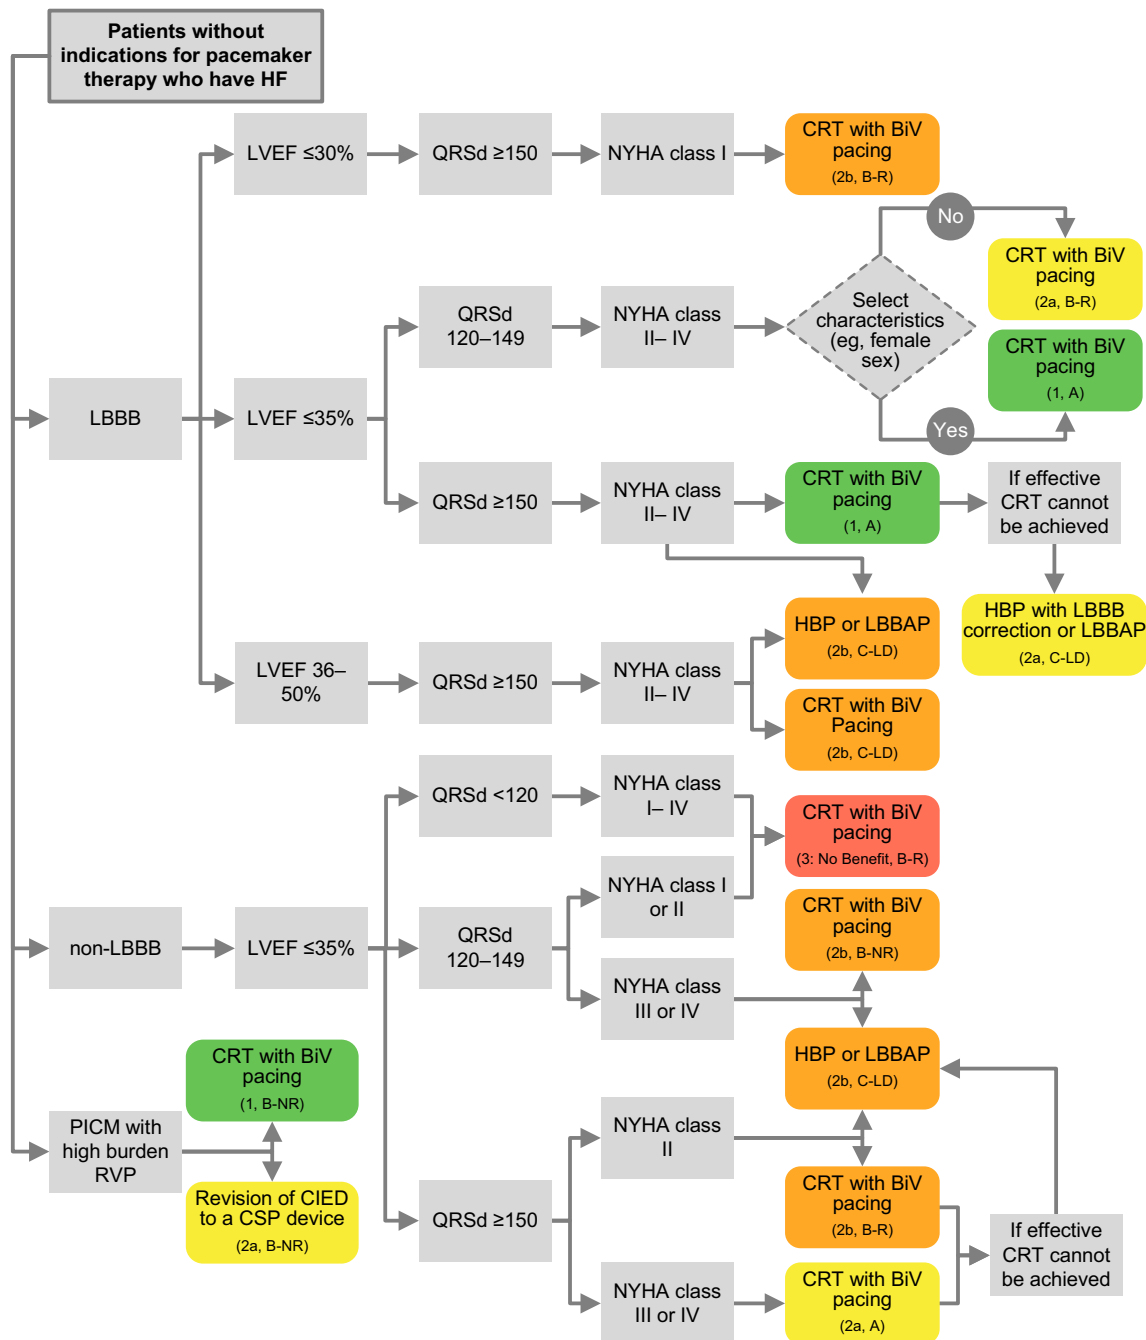 Patients without
indications for pacemaker
therapy who have HF
LVEF ≤30%
QRSd ≥150
NYHA class I
CRT with BiV
pacing
(2b, B-R)
No
CRT with BiV
pacing
(2a, B-R)
QRSd
120–149
NYHA class
II– IV
Select
characteristics
(eg, female
sex)
CRT with BiV
pacing
(1, A)
Yes
LBBB
LVEF ≤35%
QRSd ≥150
NYHA class
II– IV
CRT with BiV
pacing
(1, A)
If effective
CRT cannot
be achieved
HBP or LBBAP
(2b, C-LD)
HBP with LBBB
correction or LBBAP
(2a, C-LD)
LVEF 36–
50%
QRSd ≥150
NYHA class
II– IV
CRT with BiV
Pacing
(2b, C-LD)
QRSd <120
NYHA class
I– IV
CRT with BiV
pacing
(3: No Benefit, B-R)
NYHA class I
or II
non-LBBB
LVEF ≤35%
QRSd
120–149
CRT with BiV
pacing
(2b, B-NR)
NYHA class
III or IV
HBP or LBBAP
(2b, C-LD)
CRT with BiV
pacing
(1, B-NR)
PICM with
high burden
RVP
Revision of CIED
to a CSP device
(2a, B-NR)
NYHA class
II
QRSd ≥150
CRT with BiV
pacing
(2b, B-R)
If effective
CRT cannot
be achieved
NYHA class
III or IV
CRT with BiV
pacing
(2a, A)